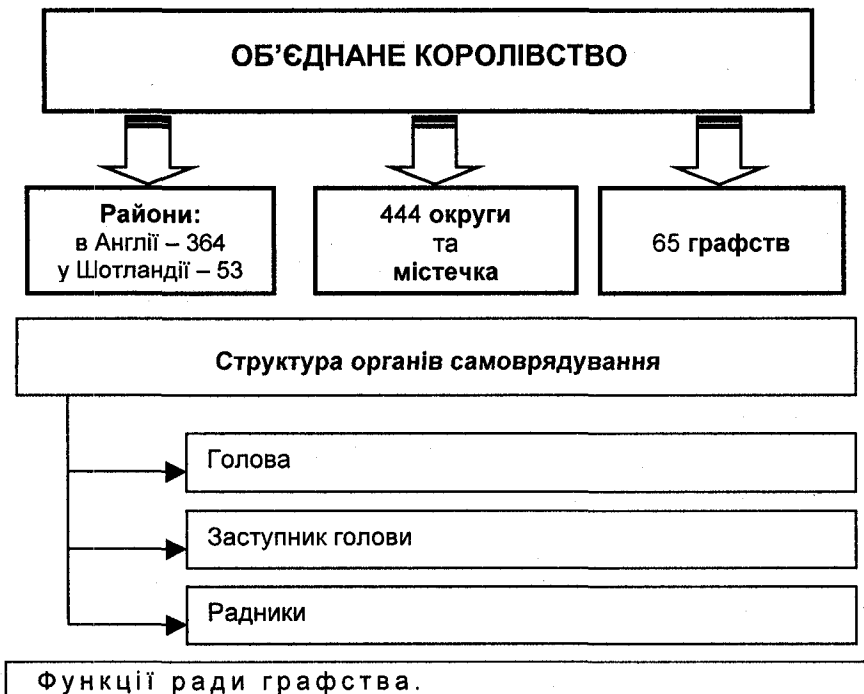 ОБ’ЄДНАНЕ КОРОЛІВСТВО
Райони:
в Англії – 364
у Шотландії – 53
444 округи
та
містечка
65 графств
Структура органів самоврядування
Голова
Заступник голови
Радники
Функції ради графства.